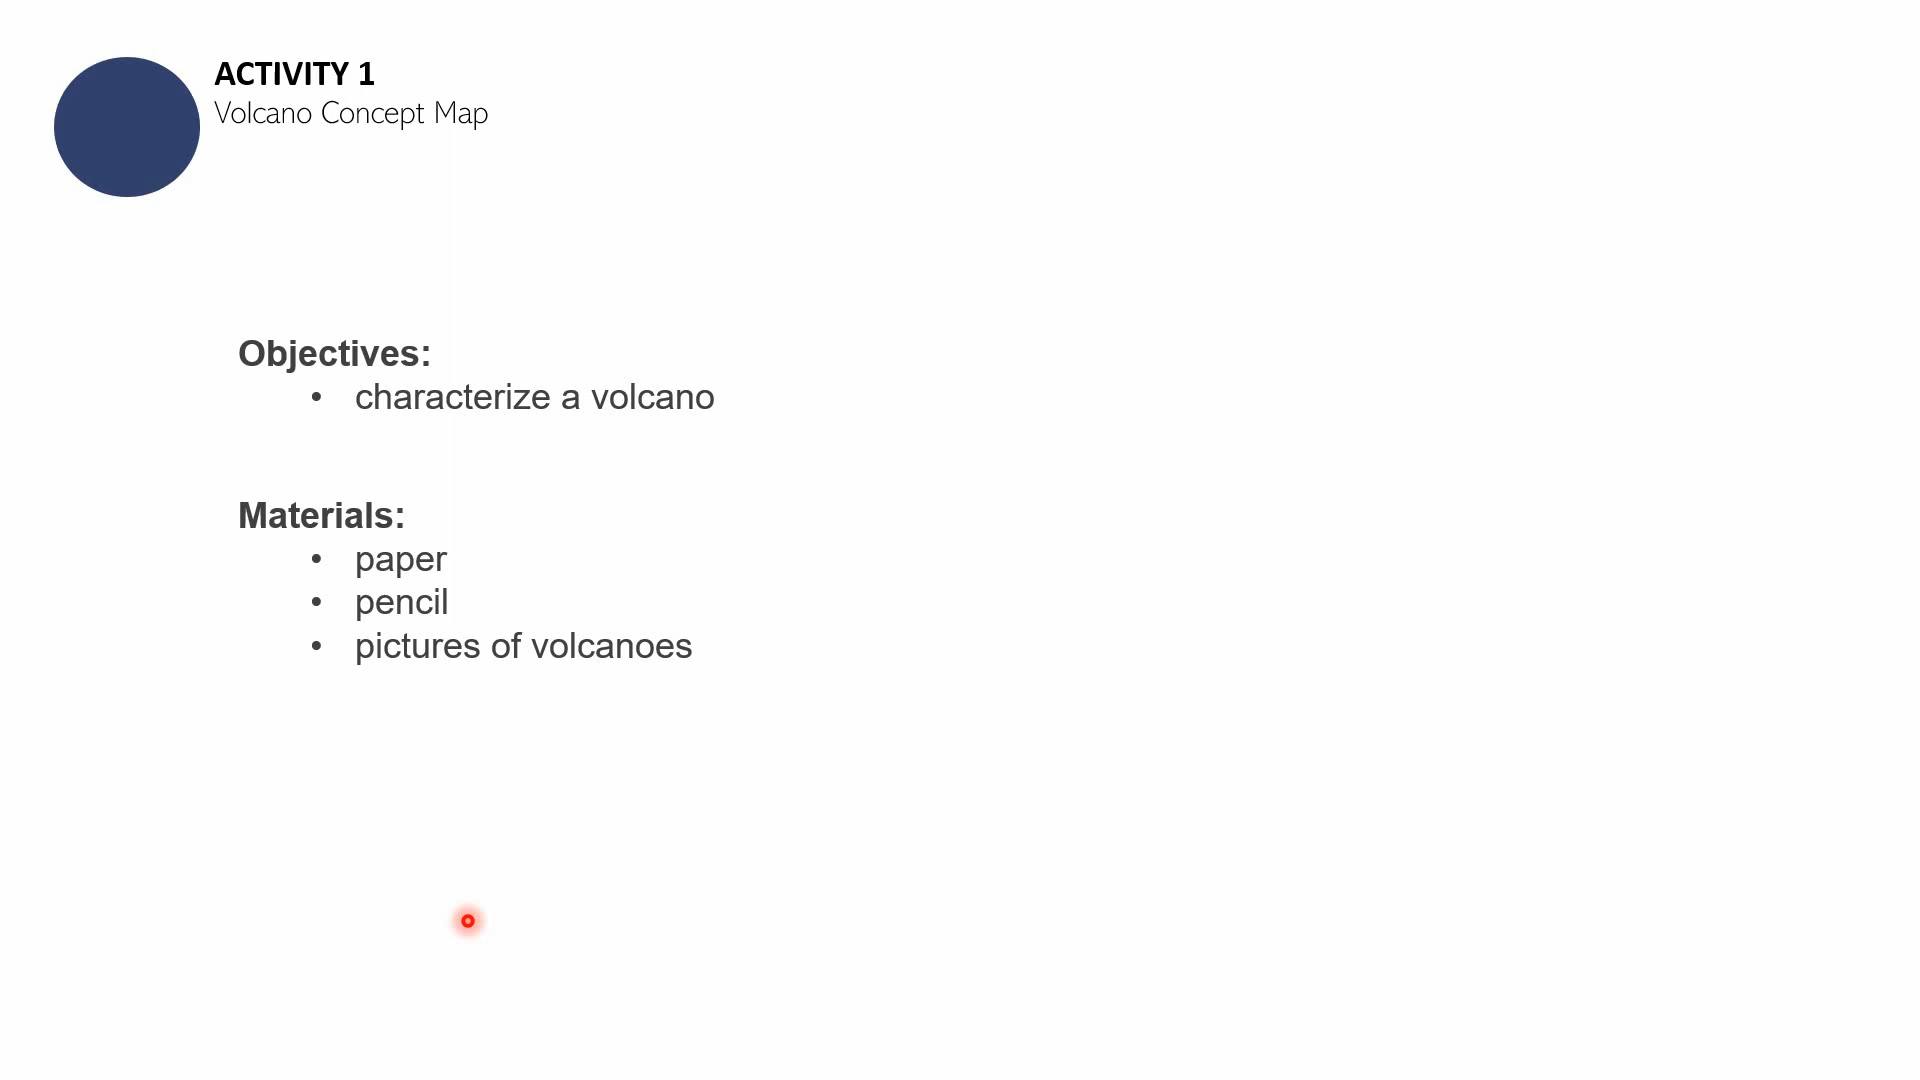 ACTIVITY 1
Volcano Concept Map
Objectives:
• characterize a volcano
Materials:
• paper
• pencil
• pictures of volcanoes